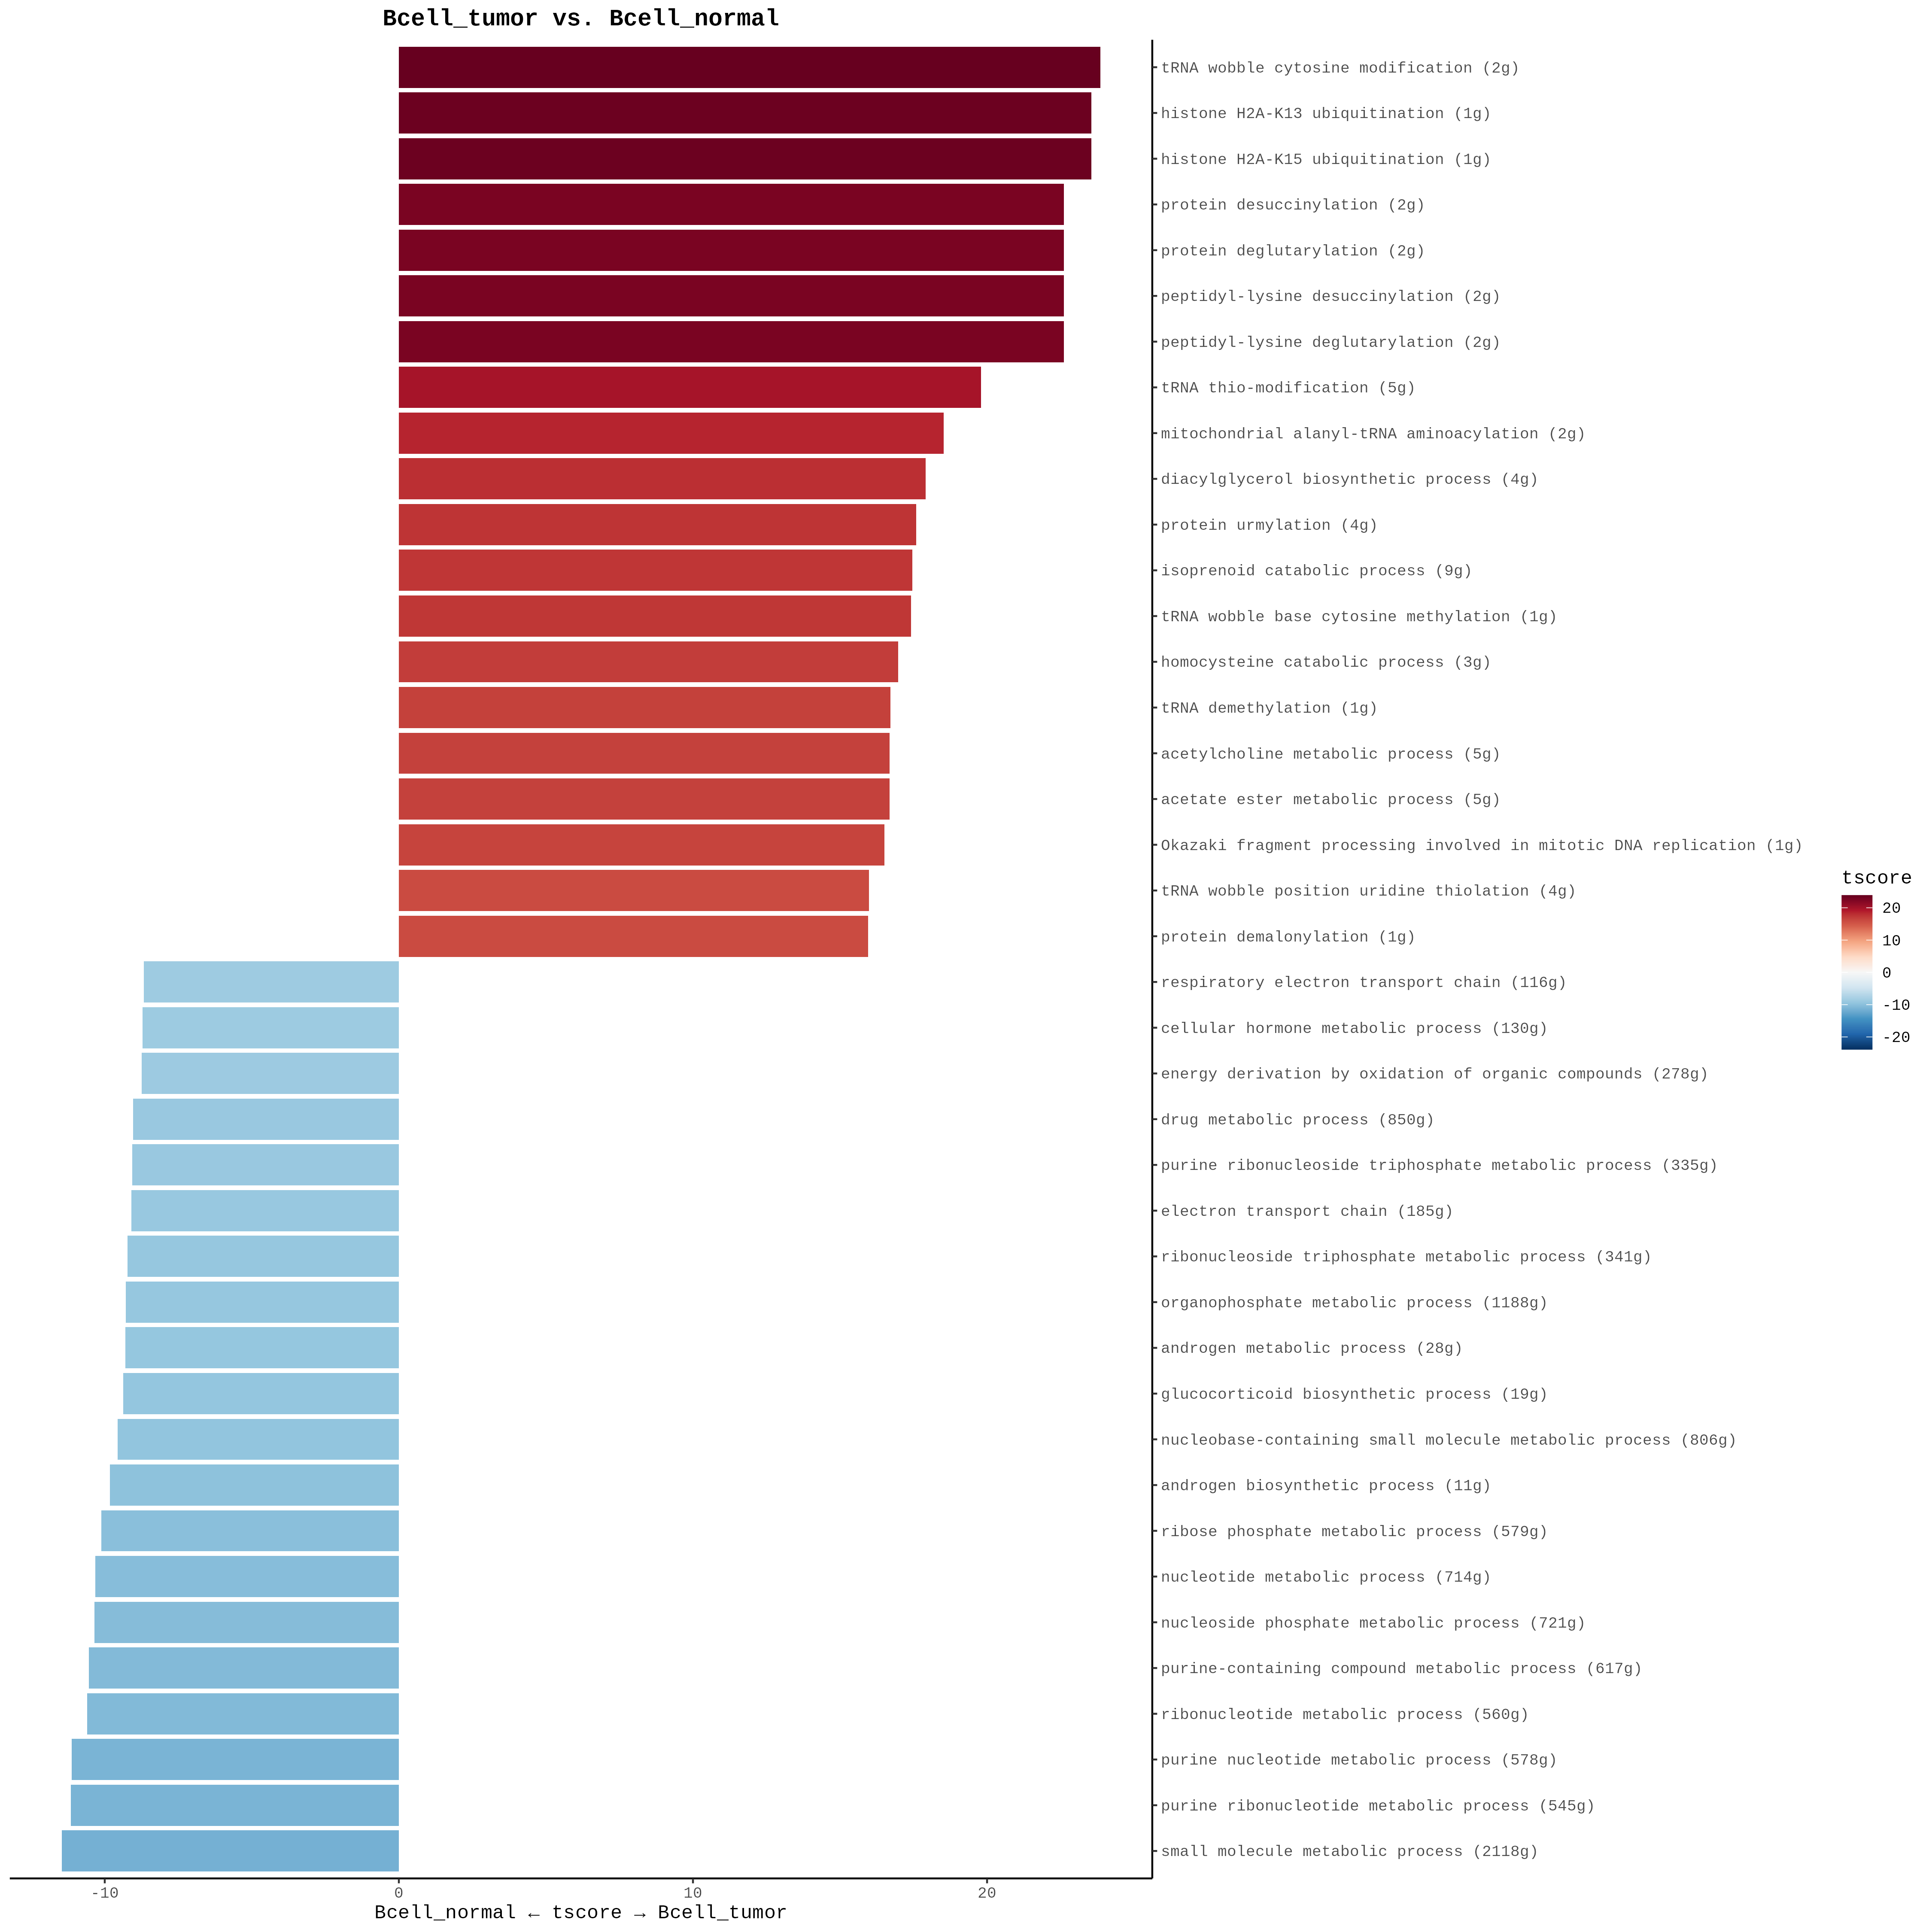 Bcell_tumor vs. Bcell_normal
tRNA wobble cytosine modification (2g)
histone H2A-K13 ubiquitination (1g)
histone H2A-K15 ubiquitination (1g)
protein desuccinylation (2g)
protein deglutarylation (2g)
peptidyl-lysine desuccinylation (2g)
peptidyl-lysine deglutarylation (2g)
tRNA thio-modification (5g)
mitochondrial alanyl-tRNA aminoacylation (2g)
diacylglycerol biosynthetic process (4g)
protein urmylation (4g)
isoprenoid catabolic process (9g)
tRNA wobble base cytosine methylation (1g)
homocysteine catabolic process (3g)
tRNA demethylation (1g)
acetylcholine metabolic process (5g)
acetate ester metabolic process (5g)
Okazaki fragment processing involved in mitotic DNA replication (1g)
tRNA wobble position uridine thiolation (4g)
protein demalonylation (1g)
respiratory electron transport chain (116g)
cellular hormone metabolic process (130g)
energy derivation by oxidation of organic compounds (278g)
drug metabolic process (850g)
purine ribonucleoside triphosphate metabolic process (335g)
electron transport chain (185g)
ribonucleoside triphosphate metabolic process (341g)
organophosphate metabolic process (1188g)
androgen metabolic process (28g)
glucocorticoid biosynthetic process (19g)
nucleobase-containing small molecule metabolic process (806g)
androgen biosynthetic process (11g)
ribose phosphate metabolic process (579g)
nucleotide metabolic process (714g)
nucleoside phosphate metabolic process (721g)
purine-containing compound metabolic process (617g)
ribonucleotide metabolic process (560g)
purine nucleotide metabolic process (578g)
purine ribonucleotide metabolic process (545g)
small molecule metabolic process (2118g)
-10 0 10 20
Bcell_normal ← tscore → Bcell_tumor
tscore
20
10
0
-10
-20